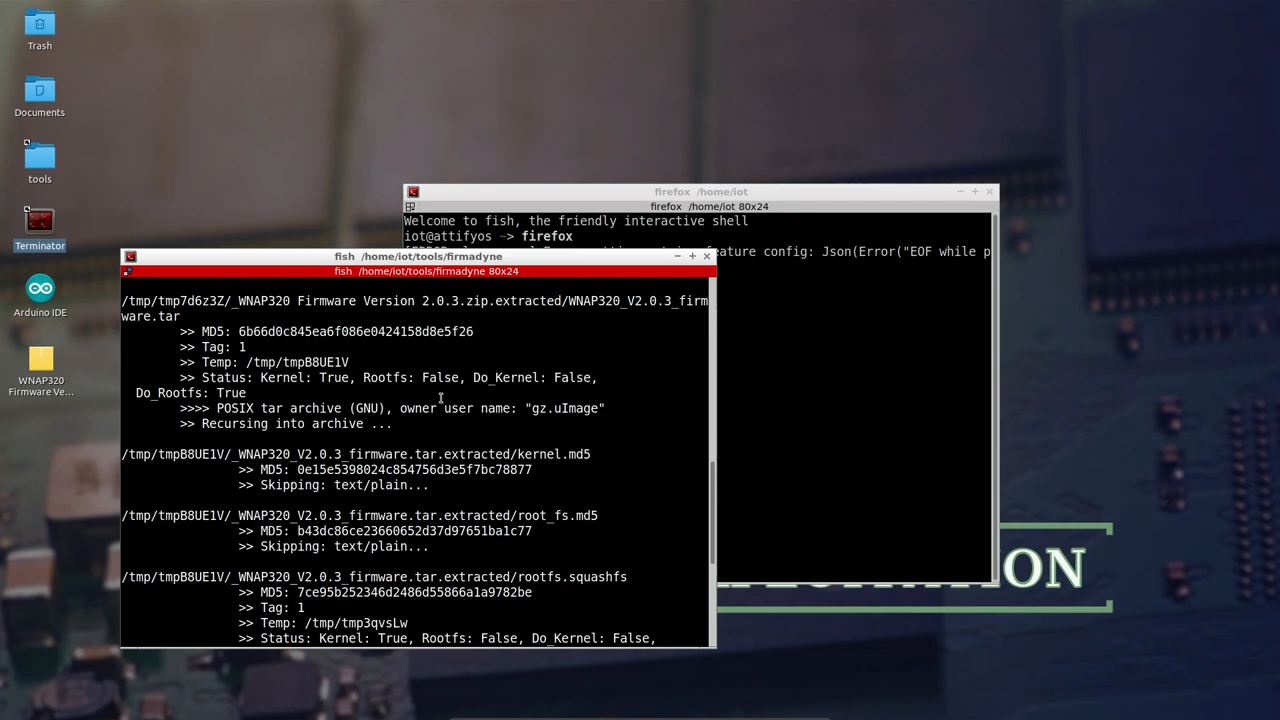 Trash
Documents
tools
Terminator
Arduino IDE
WNAP320
Firmware Ve...
firefox /home/iot
firefox /home/iot 80x24
Welcome to fish, the friendly interactive shell
iot@attifyos ~> firefox
feature config: Json(Error("EOF while p
fish /home/iot/tools/firmadyne
fish /home/iot/tools/firmadyne 80x24
/tmp/tmp7d6z3Z/_WNAP320 Firmware Version 2.0.3.zip.extracted/WNAP320_V2.0.3_firm
ware.tar
>> MD5: 6b66d0c845ea6f086e0424158d8e5f26
>> Tag: 1
>> Temp: /tmp/tmpB8UE1V
>> Status: Kernel: True, Rootfs: False, Do_Kernel: False,
Do_Rootfs: True
>>>> POSIX tar archive (GNU), owner user name: "gz.uImage"
>> Recursing into archive ...
/tmp/tmpB8UE1V/_WNAP320_V2.0.3_firmware.tar.extracted/kernel.md5
>> MD5: 0e15e5398024c854756d3e5f7bc78877
>> Skipping: text/plain...
/tmp/tmpB8UE1V/_WNAP320_V2.0.3_firmware.tar.extracted/root_fs.md5
>> MD5: b43dc86ce23660652d37d97651ba1c77
>> Skipping: text/plain...
/tmp/tmpB8UE1V/_WNAP320_V2.0.3_firmware.tar.extracted/rootfs.squashfs
>> MD5: 7ce95b252346d2486d55866a1a9782be
>> Tag: 1
>> Temp: /tmp/tmp3qvsLw
>> Status: Kernel: True, Rootfs: False, Do_Kernel: False,
ON